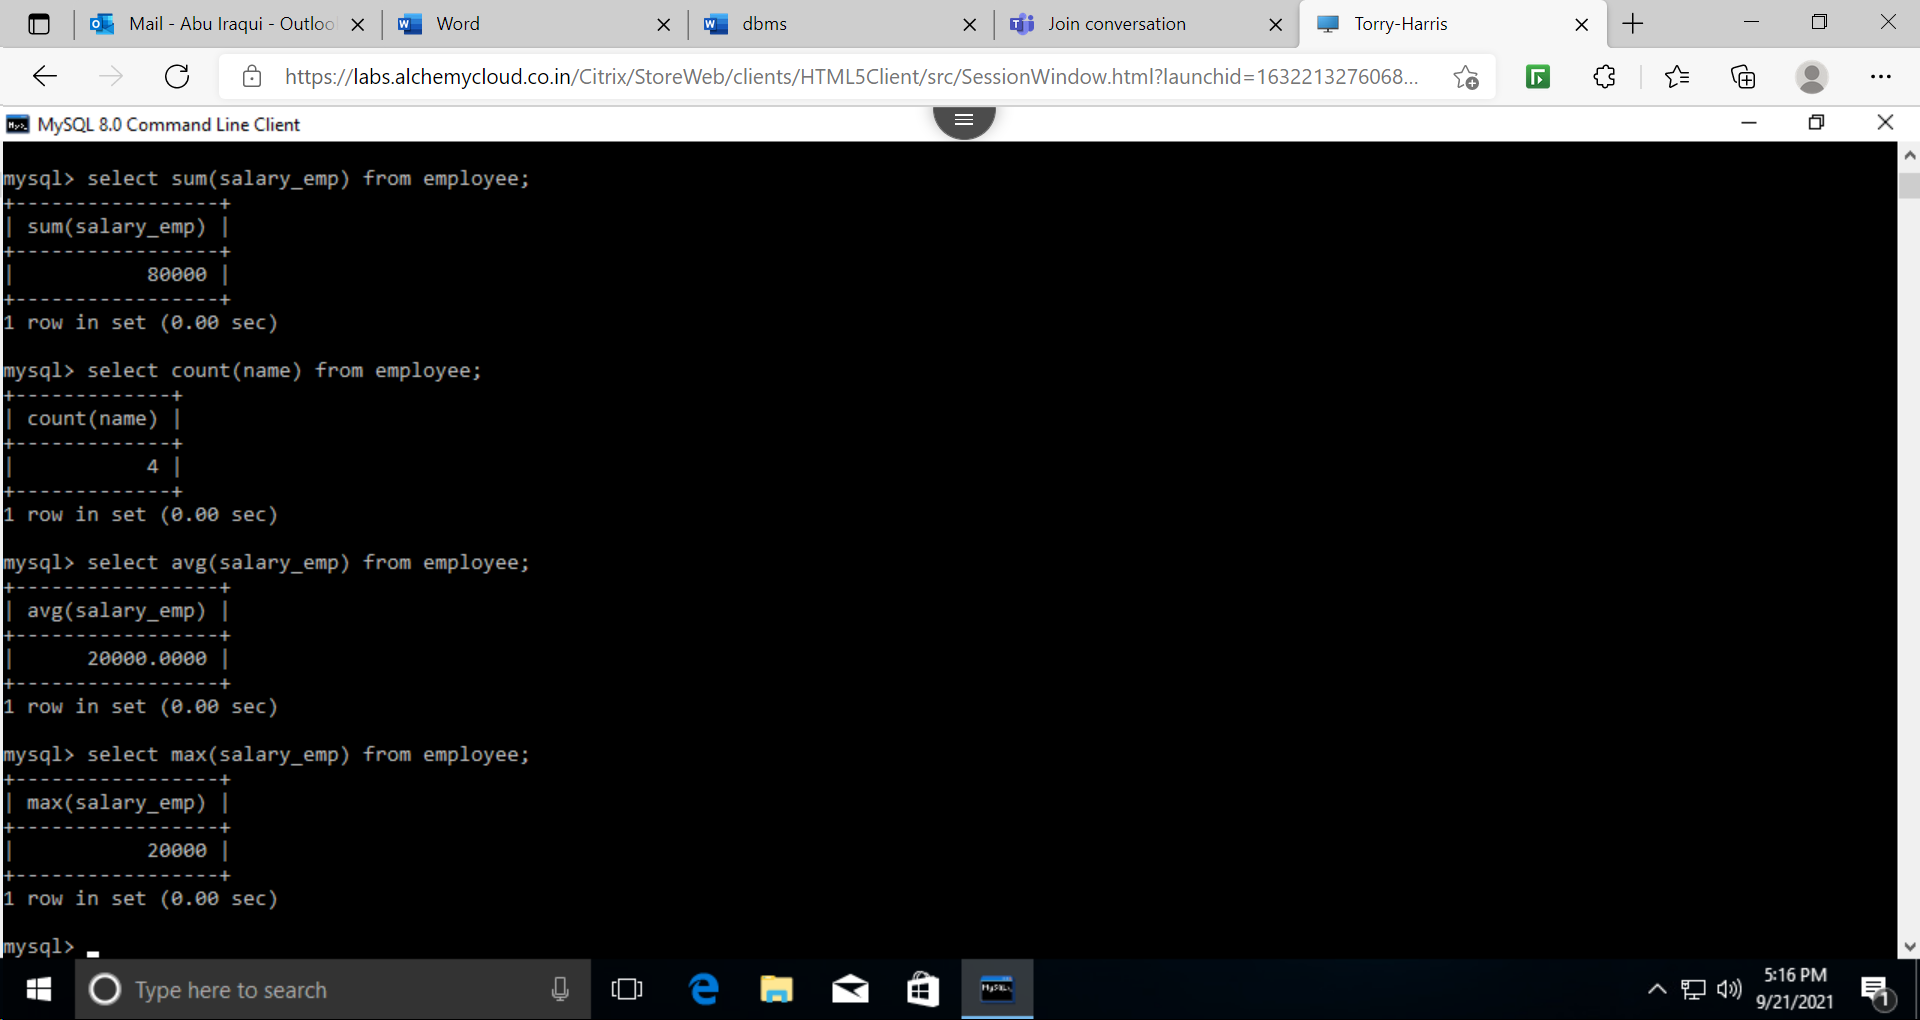 Mail - Abu Iraqui - Outloo
Word
dbms
Join conversation
Torry-Harris
https://labs.alchemycloud.co.in/Citrix/StoreWeb/clients/HTML5Client/src/SessionWindow.html?launchid=1632213276068...
MySQL 8.0 Command Line Client
mysql> select sum(salary_emp) from employee;
+-----------------+
| sum(salary_emp) |
+-----------------+
|           80000 |
+-----------------+
1 row in set (0.00 sec)
mysql> select count(name) from employee;
+-------------+
| count(name) |
+-------------+
|           4 |
+-------------+
1 row in set (0.00 sec)
mysql> select avg(salary_emp) from employee;
+-----------------+
| avg(salary_emp) |
+-----------------+
|      20000.0000 |
+-----------------+
1 row in set (0.00 sec)
mysql> select max(salary_emp) from employee;
+-----------------+
| max(salary_emp) |
+-----------------+
|           20000 |
+-----------------+
1 row in set (0.00 sec)
mysql>
Type here to search
5:16 PM
9/21/2021
1